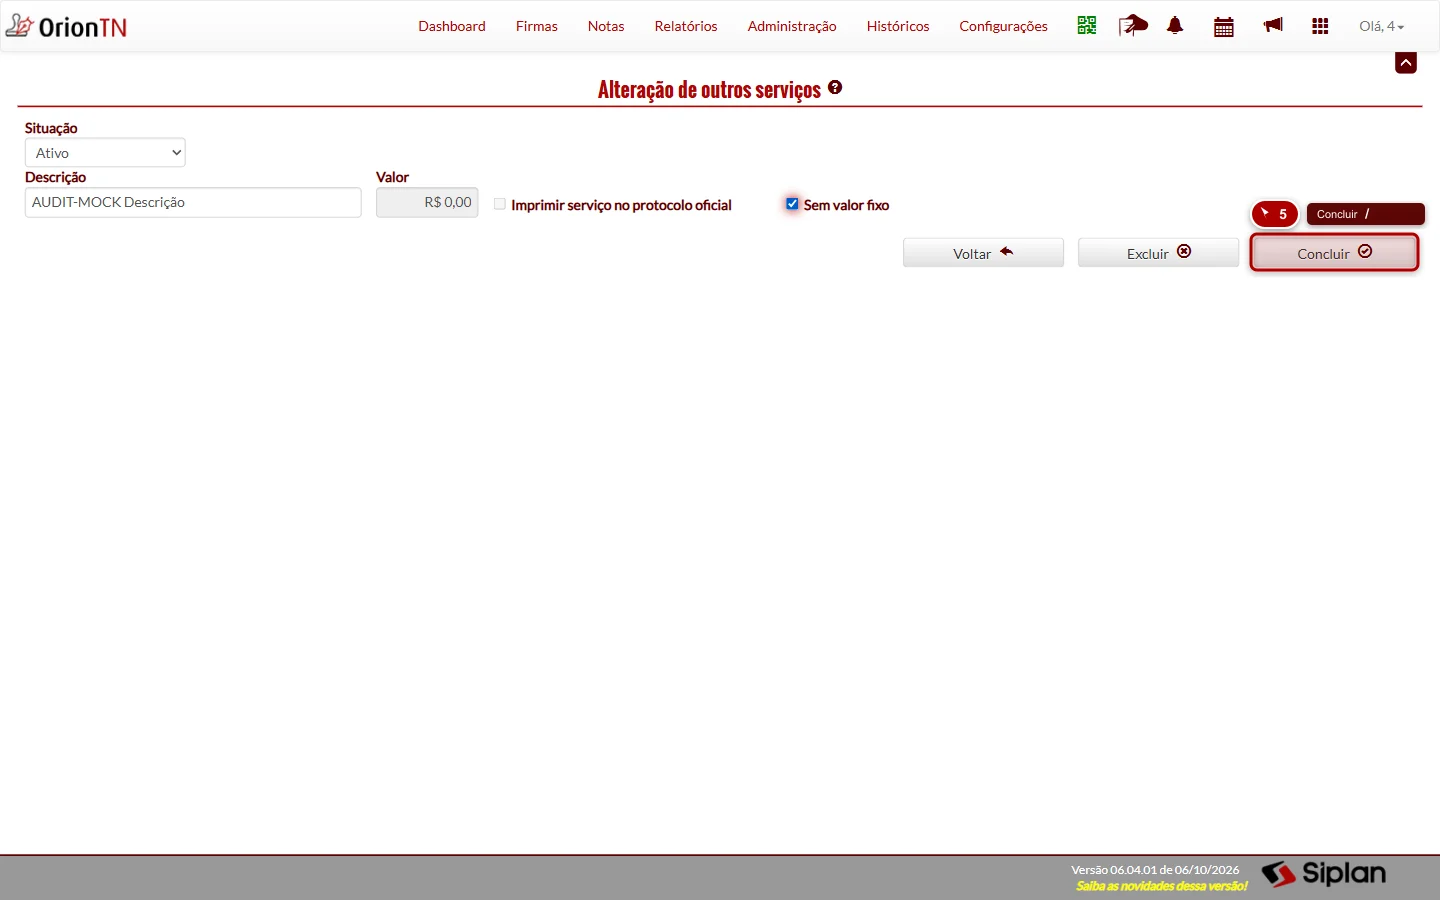 OrionTN
Dashboard Firmas Notas Relatórios Administração Históricos Configurações Olá, 4
Alteração de outros serviços
Situação
Ativo
Descrição Valor
AUDIT-MOCK Descrição R$ 0,00 Imprimir serviço no protocolo oficial Sem valor fixo
5 Concluir /
Voltar Excluir Concluir
Versão 06.04.01 de 06/10/2026
Saiba as novidades dessa versão!
Siplan